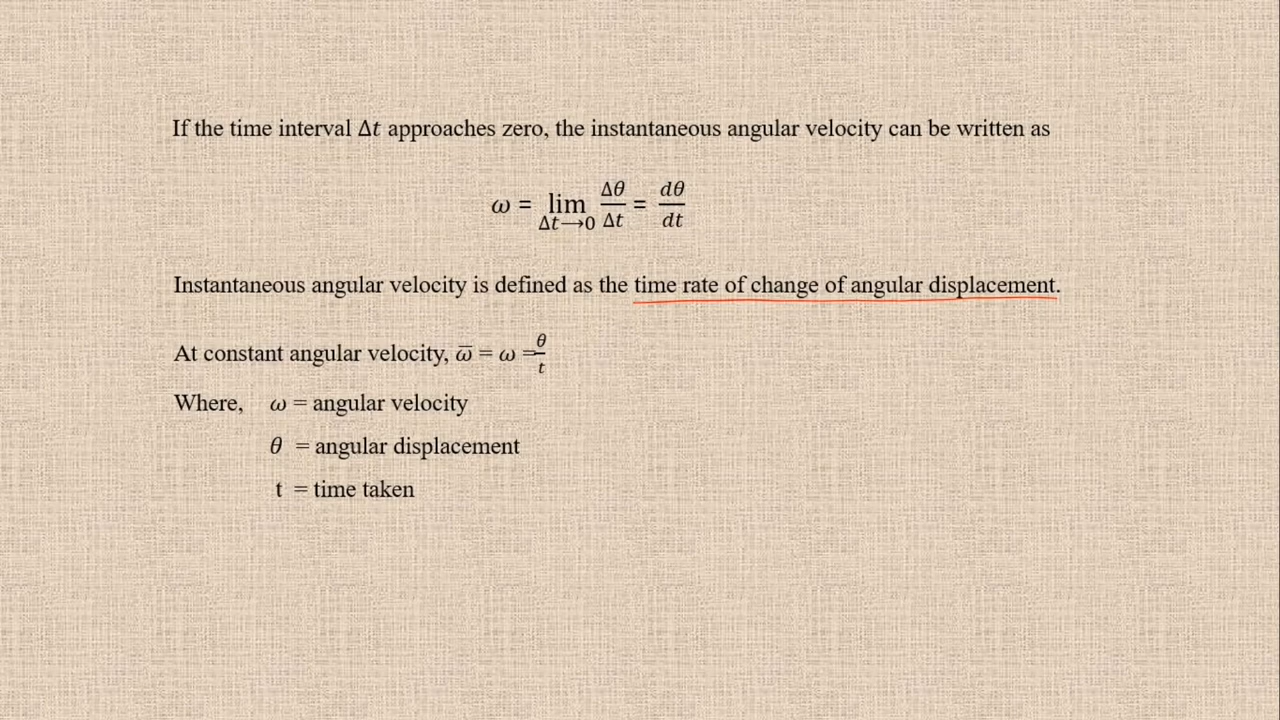 If the time interval Δt approaches zero, the instantaneous angular velocity can be written as
ω = lim Δt→0 Δθ/Δt = dθ/dt
Instantaneous angular velocity is defined as the time rate of change of angular displacement.
At constant angular velocity, ω̅ = ω = θ/t
Where, ω = angular velocity
θ = angular displacement
t = time taken